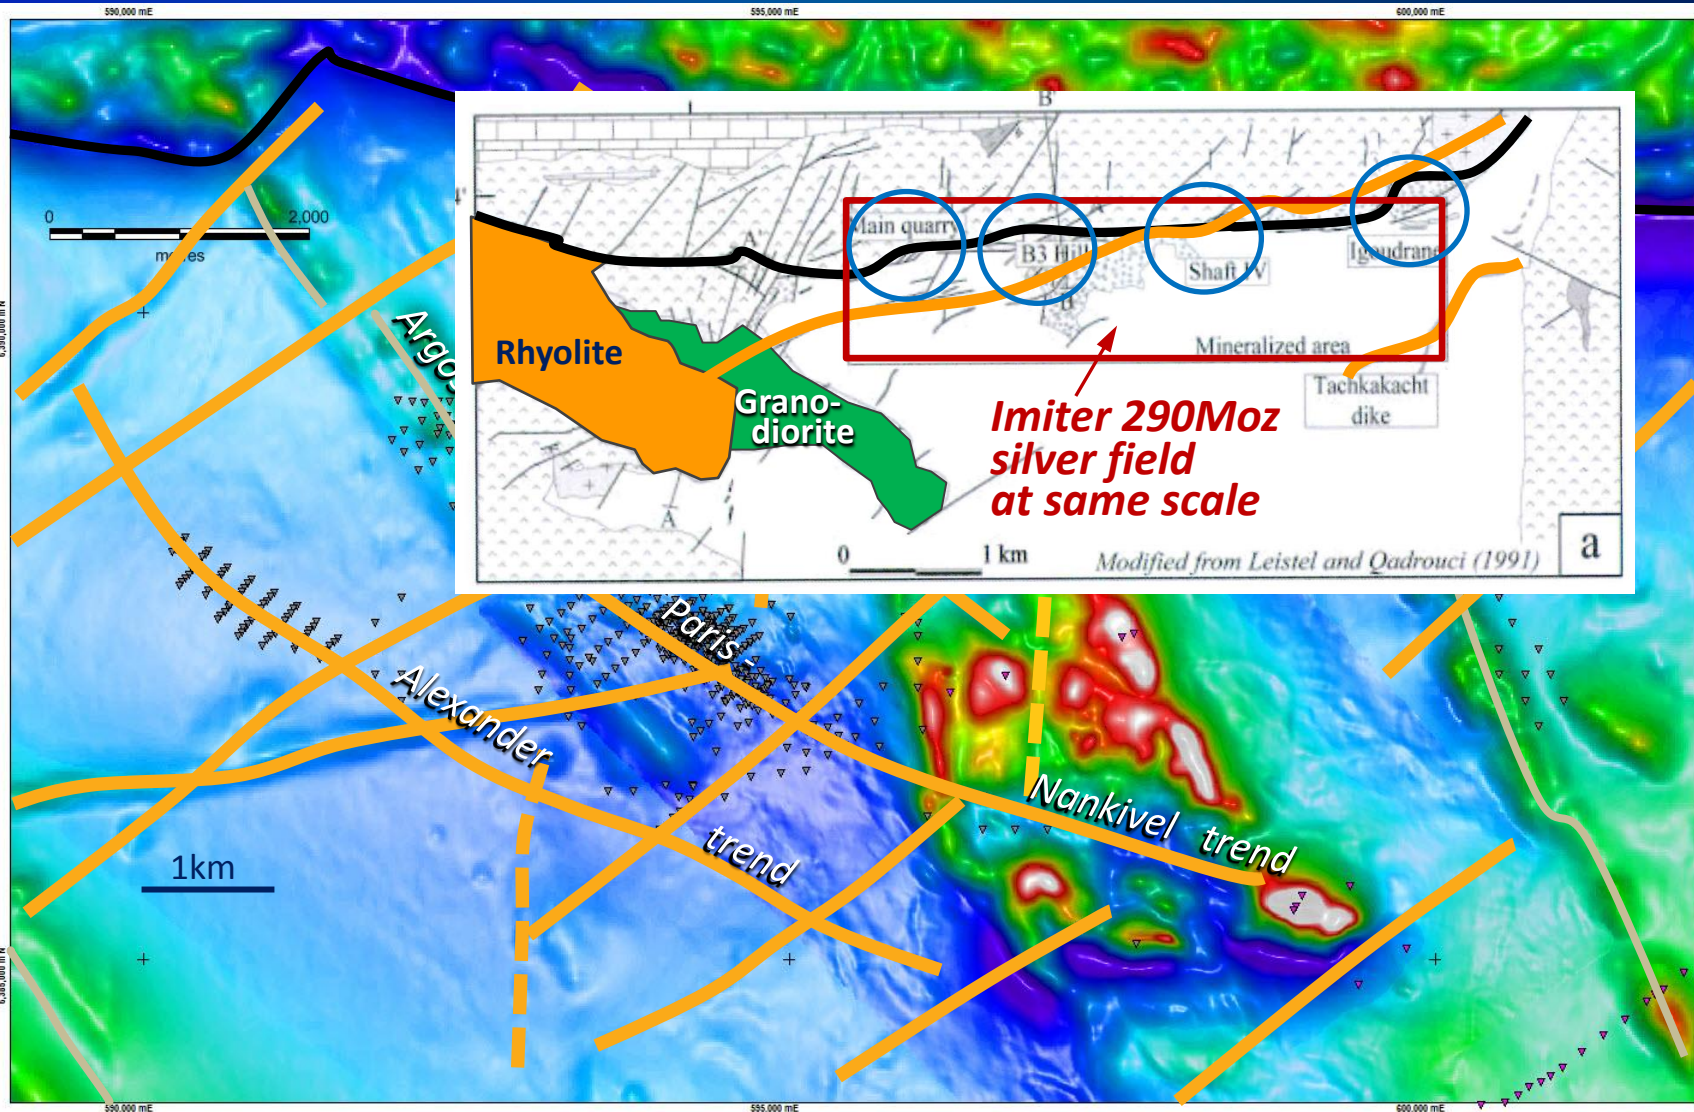 590,000 mE
595,000 mE
600,000 mE
0 2,000
B'
A'
Main quarry
B3 Hill
Shaft IV
Igoudrane
B
Mineralized area
Tachkakacht
dike
Rhyolite
Grano-
diorite
Imiter 290Moz
silver field
at same scale
A
0 1 km
Modified from Leistel and Qadrouci (1991)
a
Argos
Paris -
Nankivel trend
Alexander
trend
1km
590,000 mE
595,000 mE
600,000 mE